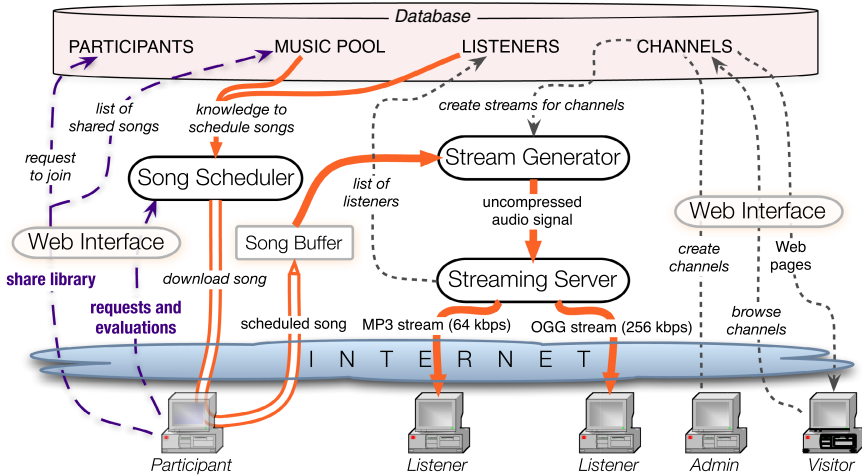 Database
PARTICIPANTS MUSIC POOL LISTENERS CHANNELS
list of
shared songs
knowledge to
schedule songs
create streams for channels
request
to join
Song Scheduler
Stream Generator
list of
listeners
uncompressed
audio signal
Web Interface
Song Buffer
Web Interface
share library
download song
create
channels
Web
pages
Streaming Server
requests and
evaluations
scheduled song
MP3 stream (64 kbps)
OGG stream (256 kbps)
browse
channels
INTERNET
Participant
Listener
Listener
Admin
Visitor